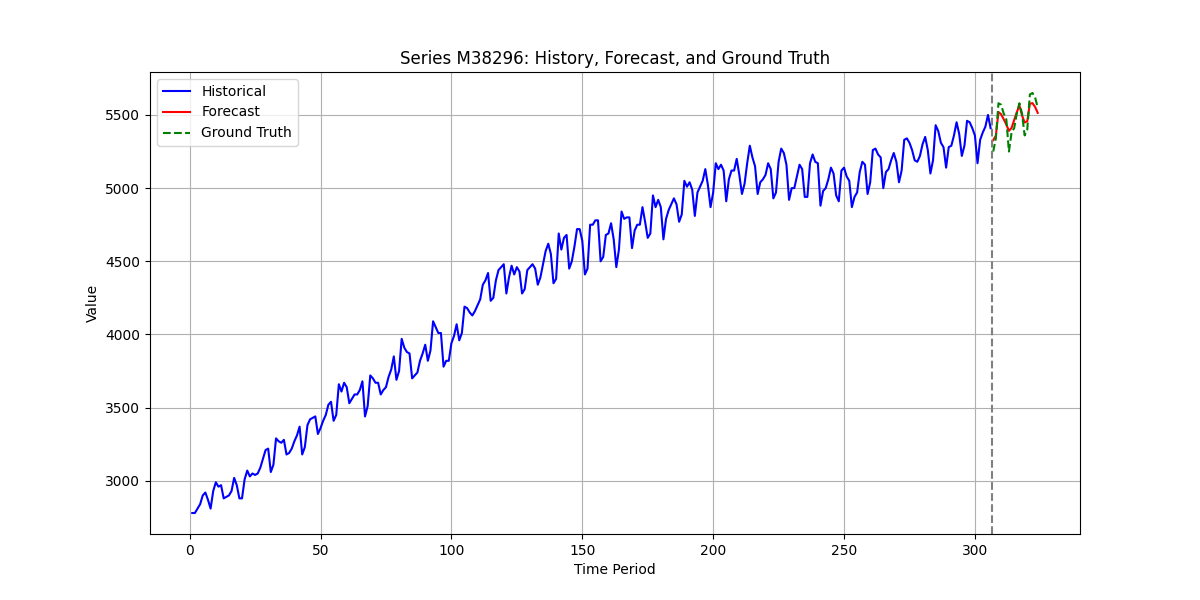 Series M38296: History, Forecast, and Ground Truth
Historical
Forecast
Ground Truth
Value
5500
5000
4500
4000
3500
3000
0 50 100 150 200 250 300
Time Period